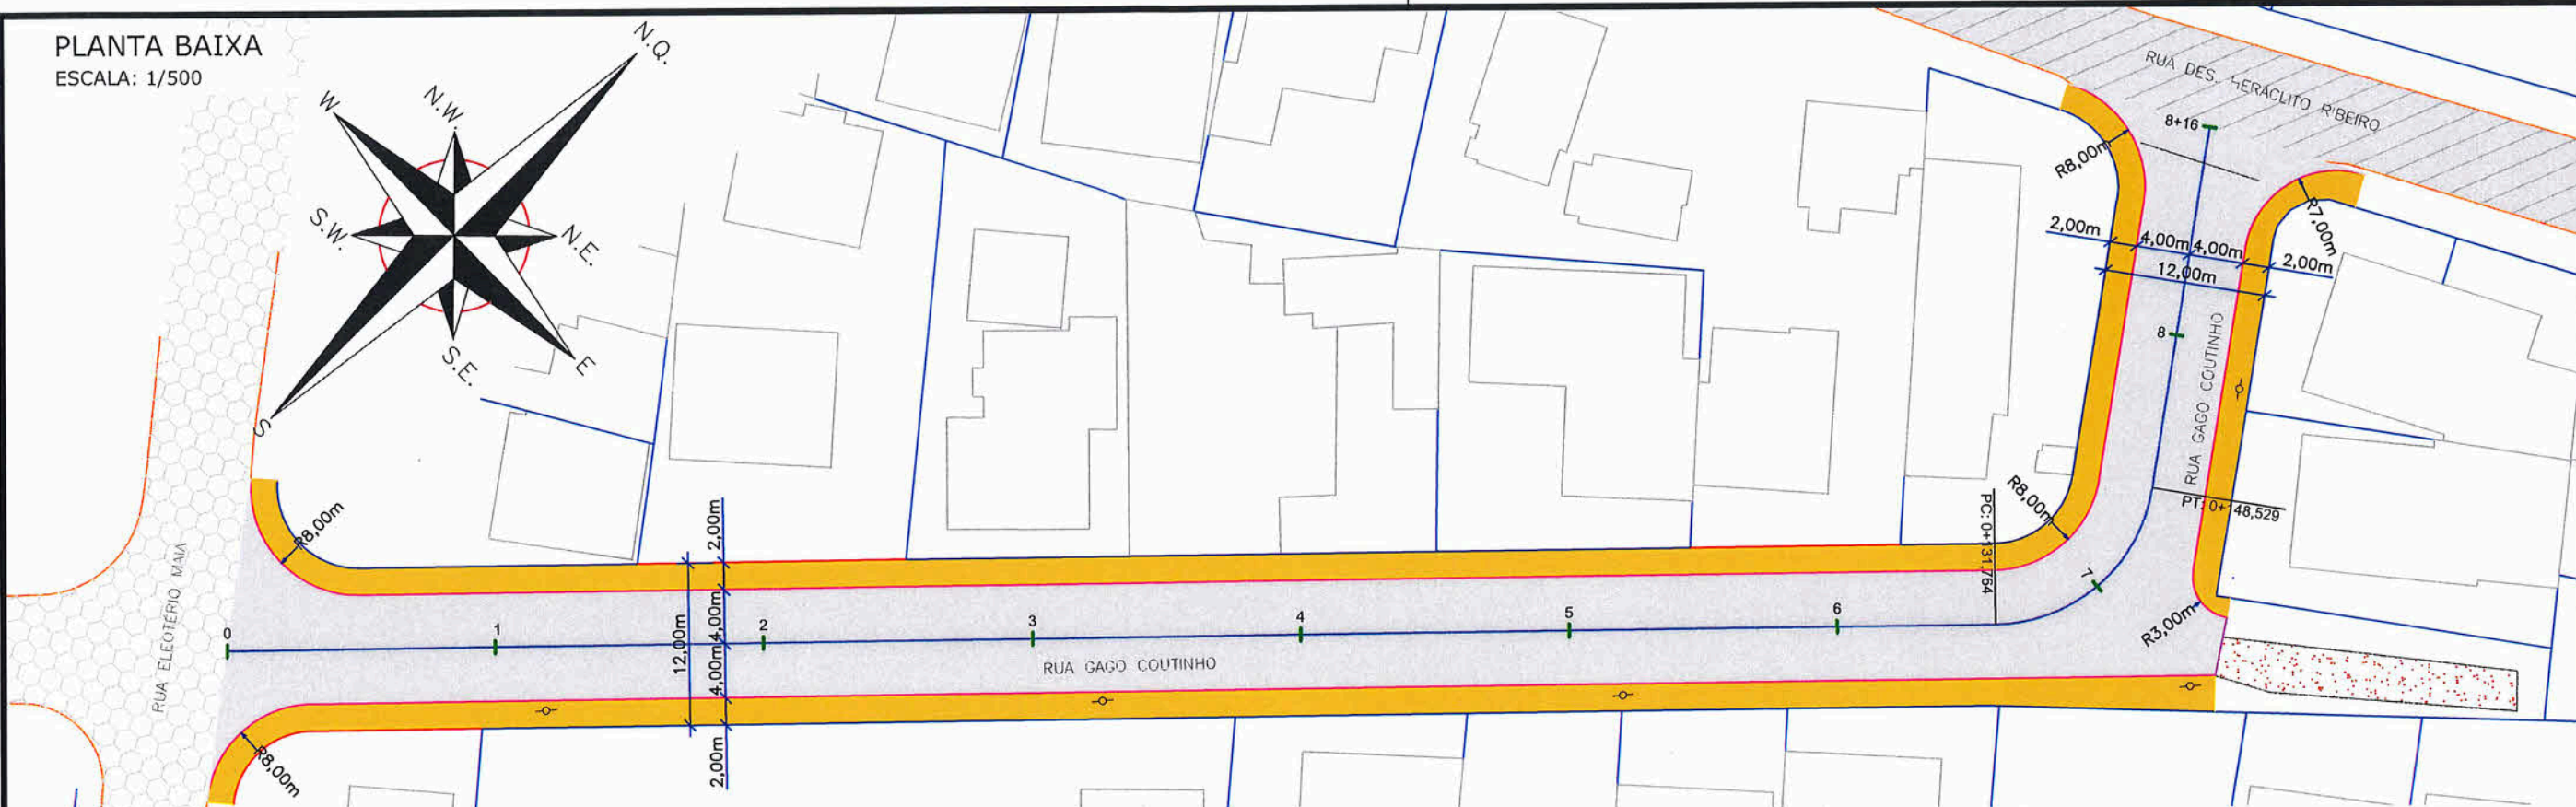 PLANTA BAIXA
ESCALA: 1/500
N.Q.
W
N.W.
S.W.
N.E.
S
S.E.
E
RUA DES. HERACLITO RIBEIRO
8+16
R8,00m
R7,00m
2,00m
4,00m
4,00m
2,00m
12,00m
8
RUA GAGO COUTINHO
PC: 0+131,764
R8,00m
PT: 0+148,529
7
R3,00m
R8,00m
RUA ELEOTÉRIO MAIA
2,00m
12,00m
4,00m
4,00m
2,00m
0
1
2
3
4
5
6
RUA GAGO COUTINHO
R8,00m